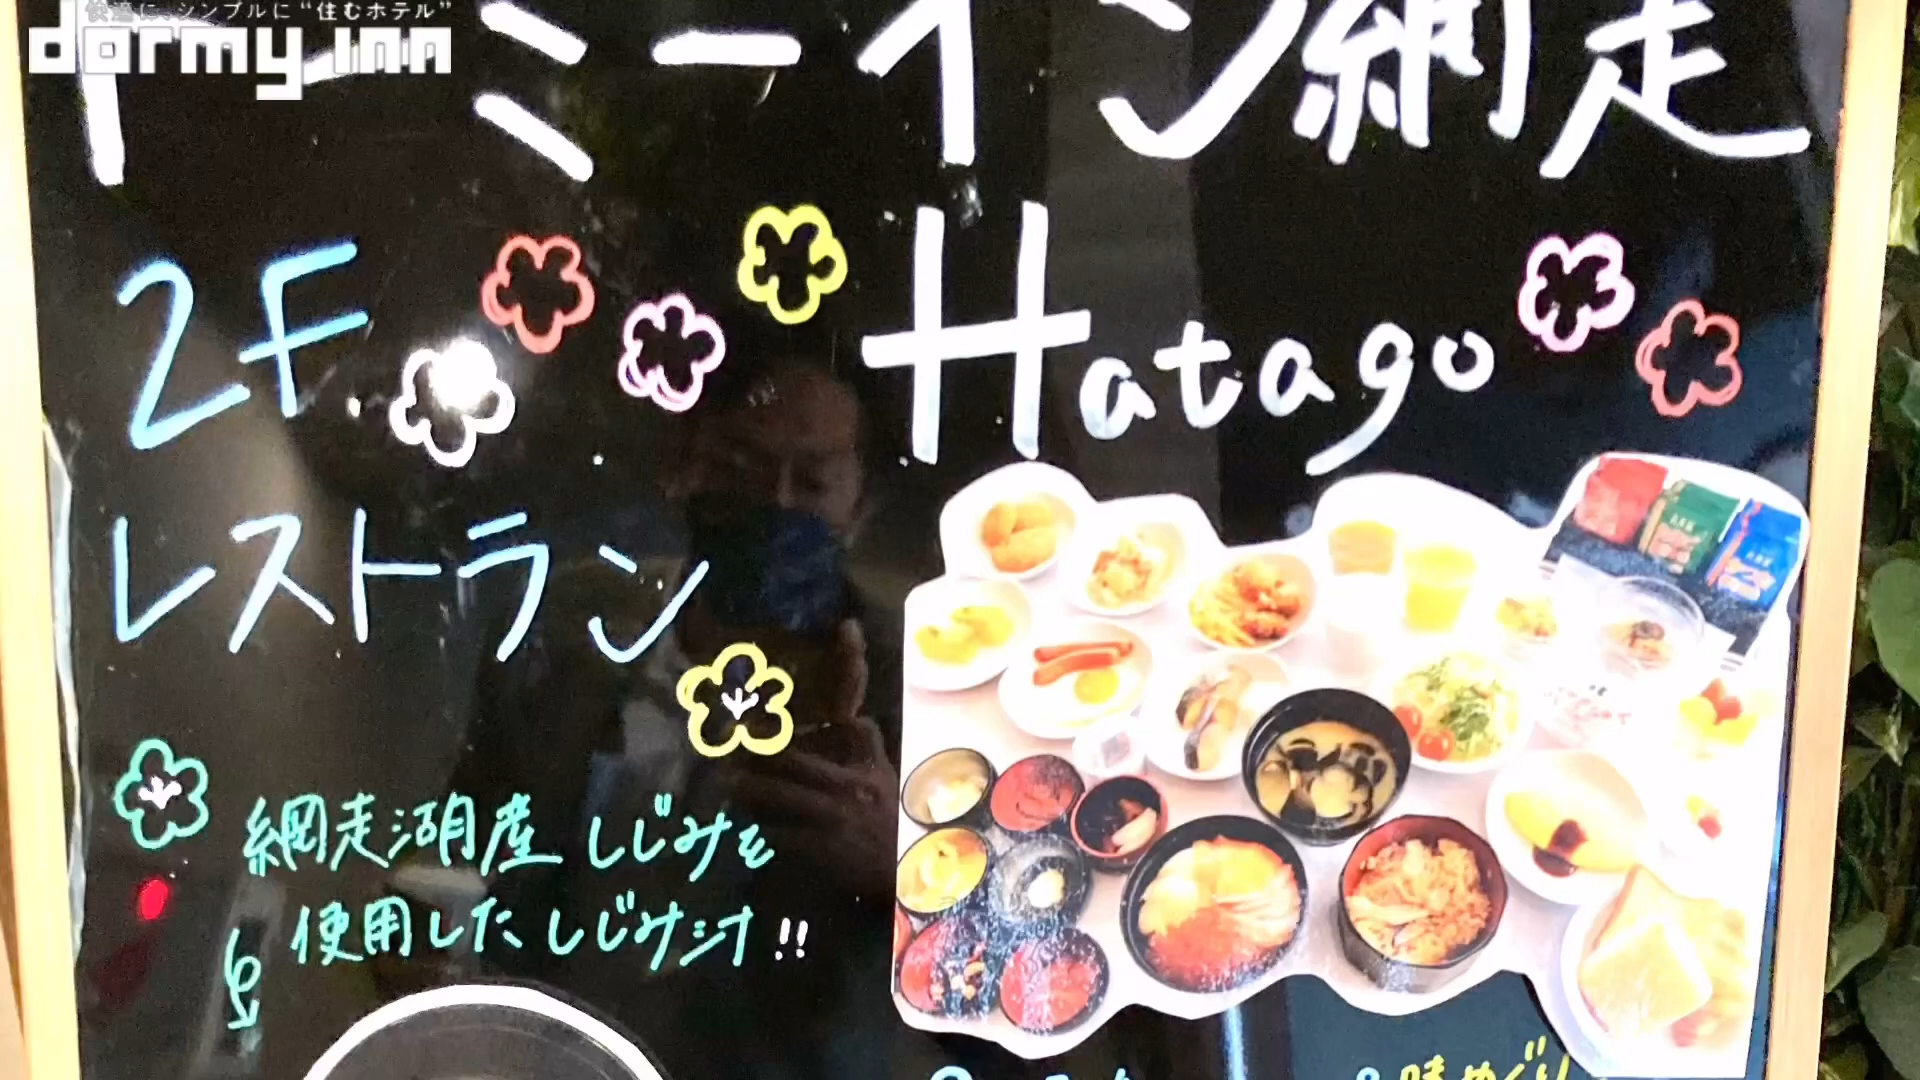 快適に、シンプルに“住むホテル”
dormy inn
ドーミーイン網走
2F
Hatago
レストラン
網走湖産 しじみを
使用したしじみ汁!!